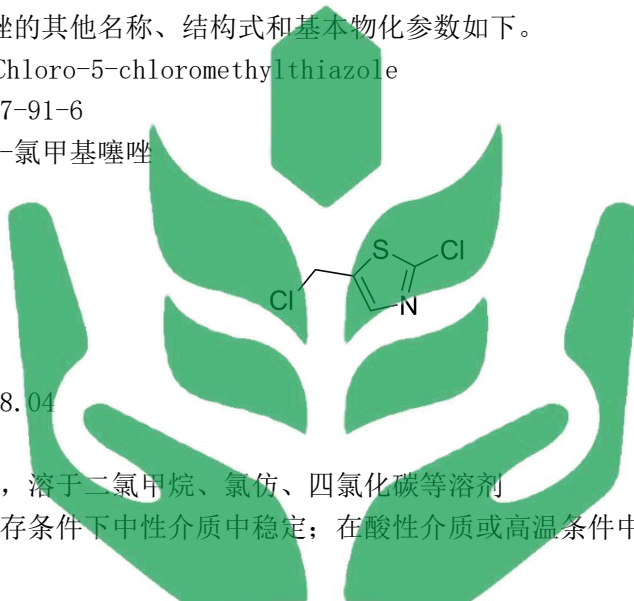 唑的其他名称、结构式和基本物化参数如下。
Chloro-5-chloromethylthiazole
7-91-6
-氯甲基噻唑
S
Cl
Cl
N
8.04
，溶于二氯甲烷、氯仿、四氯化碳等溶剂
存条件下中性介质中稳定；在酸性介质或高温条件中